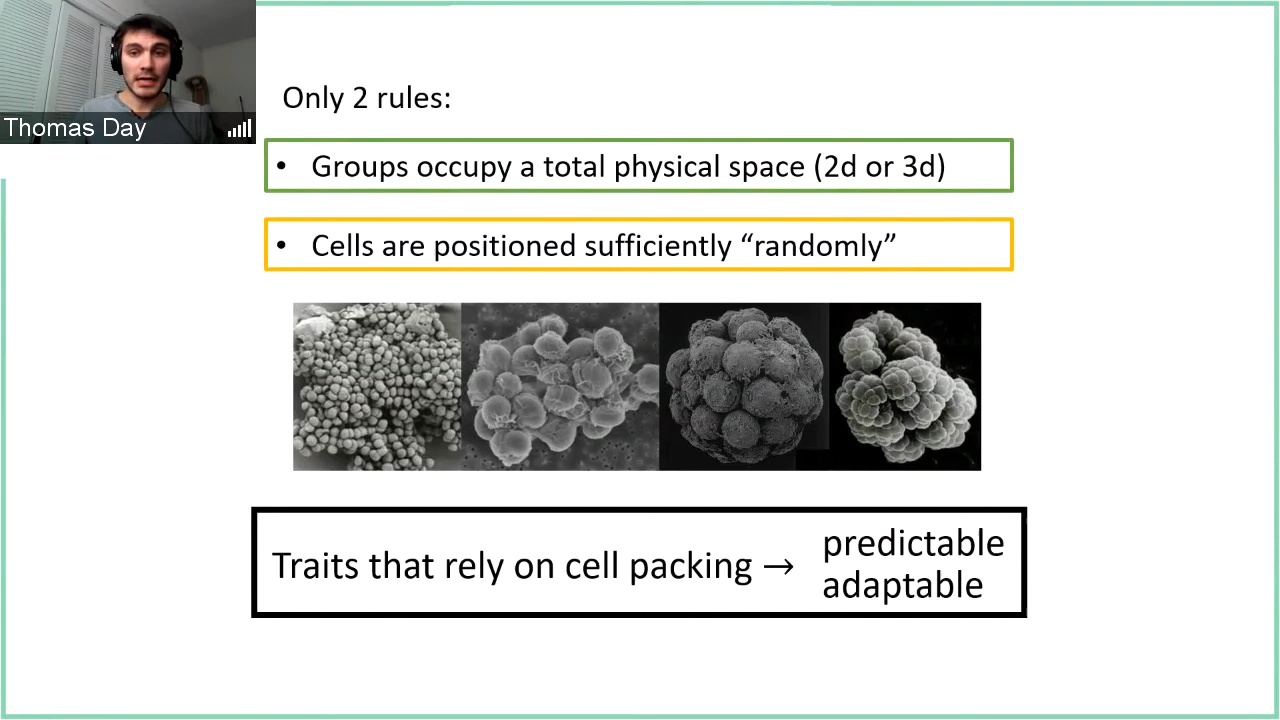 Thomas Day
Only 2 rules:
• Groups occupy a total physical space (2d or 3d)
• Cells are positioned sufficiently “randomly”
Traits that rely on cell packing → predictable
adaptable